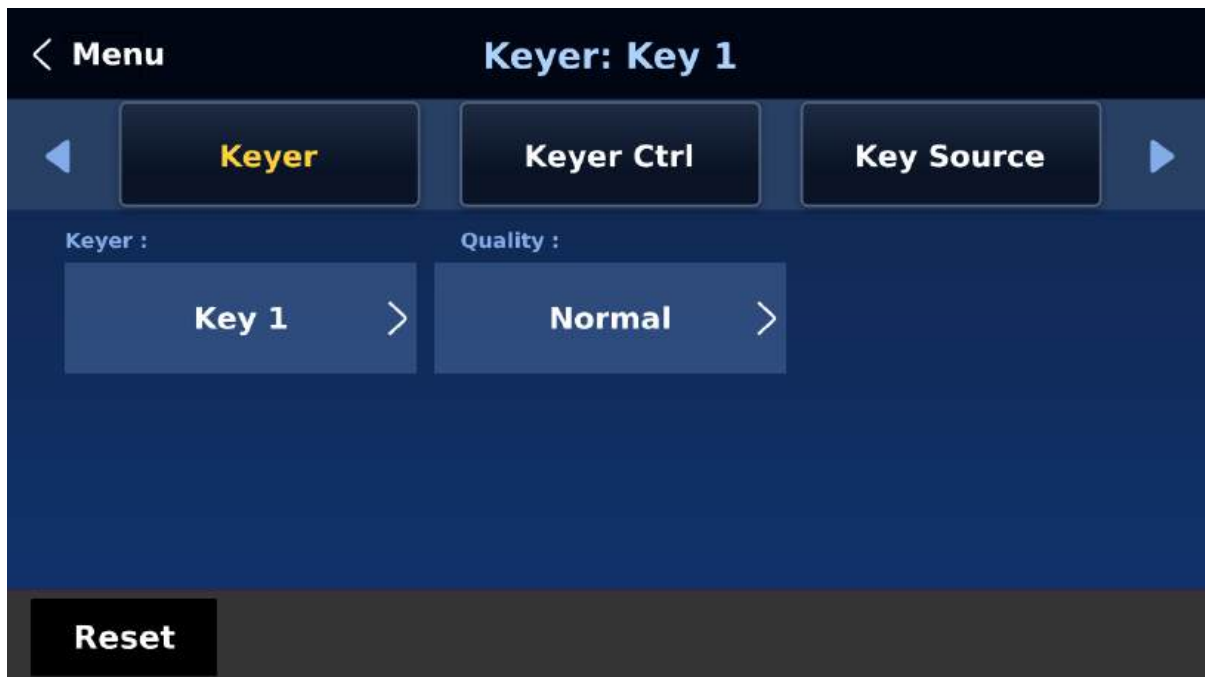 Menu
Keyer: Key 1
Keyer
Keyer Ctrl
Key Source
Keyer :
Quality :
Key 1
Normal
Reset